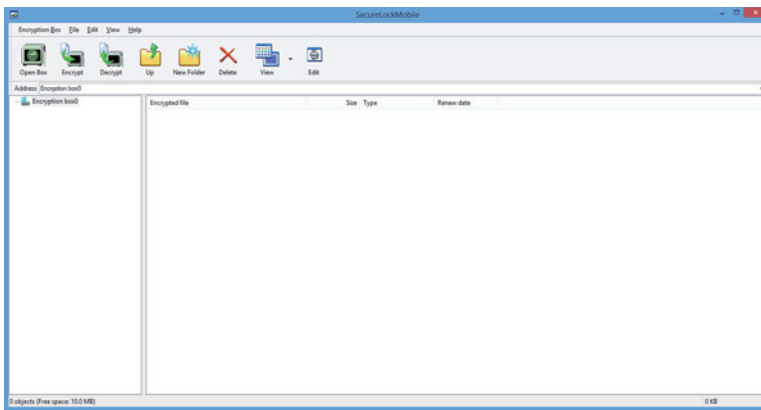 SecureLockMobile
Encryption Box File Edit View Help
Open Box Encrypt Decrypt Up New Folder Delete View Edit
Address Encryption box0
Encryption box0
Encrypted file Size Type Renew date
0 objects (Free space: 10.0 MB) 0 KB